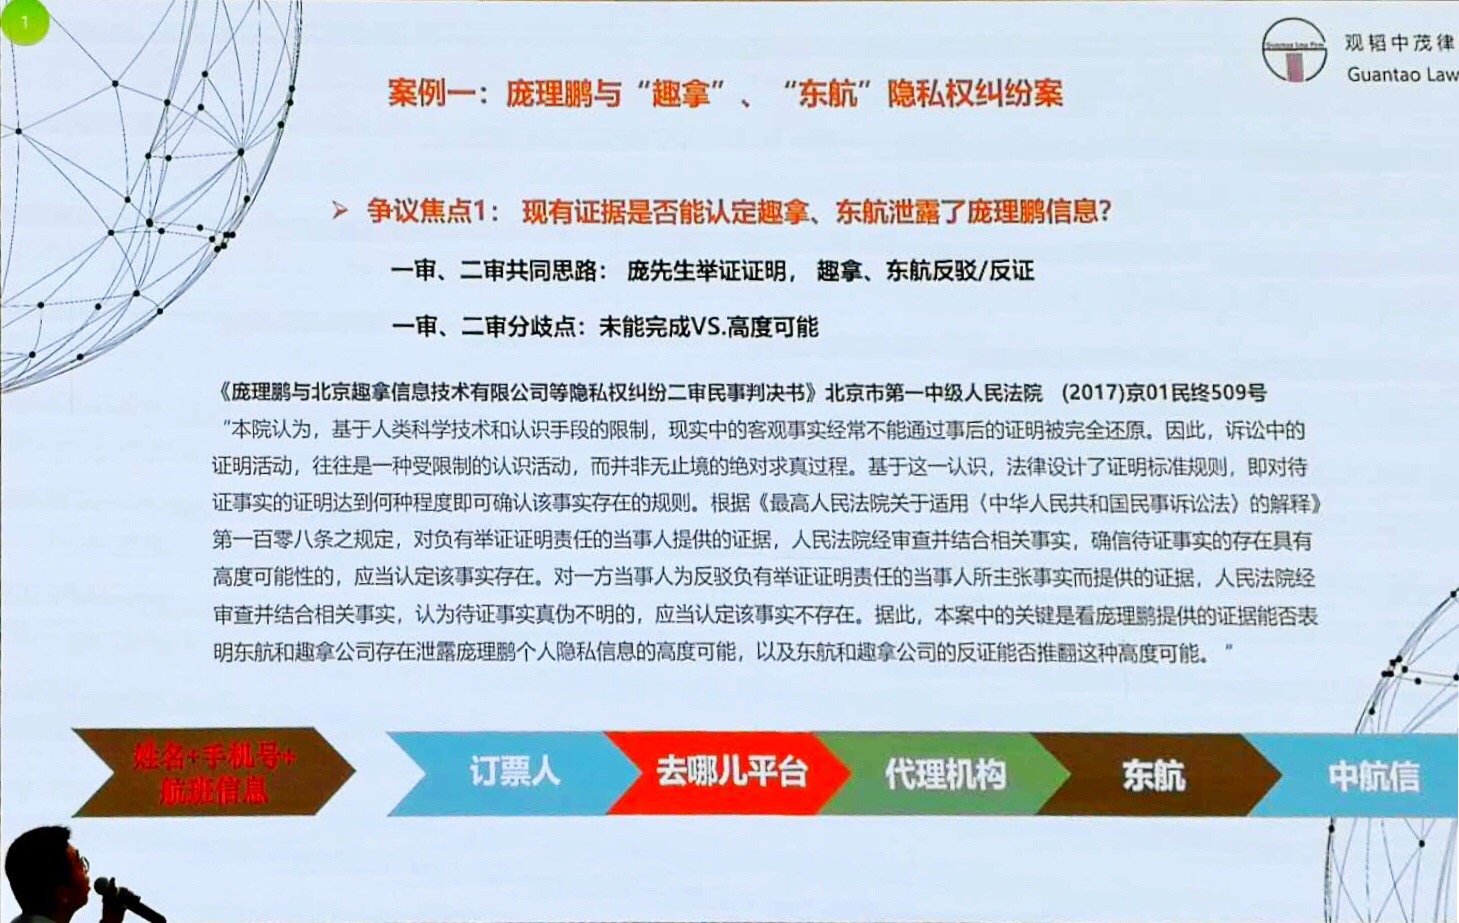 1
观韬中茂律
Guantao Law
案例一：庞理鹏与“趣拿”、“东航”隐私权纠纷案
争议焦点1： 现有证据是否能认定趣拿、东航泄露了庞理鹏信息？
一审、二审共同思路： 庞先生举证证明， 趣拿、东航反驳/反证
一审、二审分歧点：未能完成VS.高度可能
《庞理鹏与北京趣拿信息技术有限公司等隐私权纠纷二审民事判决书》北京市第一中级人民法院 (2017)京01民终509号
“本院认为，基于人类科学技术和认识手段的限制，现实中的客观事实经常不能通过事后的证明被完全还原。因此，诉讼中的
证明活动，往往是一种受限制的认识活动，而并非无止境的绝对求真过程。基于这一认识，法律设计了证明标准规则，即对待
证事实的证明达到何种程度即可确认该事实存在的规则。根据《最高人民法院关于适用〈中华人民共和国民事诉讼法〉的解释》
第一百零八条之规定，对负有举证证明责任的当事人提供的证据，人民法院经审查并结合相关事实，确信待证事实的存在具有
高度可能性的，应当认定该事实存在。对一方当事人为反驳负有举证证明责任的当事人所主张事实而提供的证据，人民法院经
审查并结合相关事实，认为待证事实真伪不明的，应当认定该事实不存在。据此，本案中的关键是看庞理鹏提供的证据能否表
明东航和趣拿公司存在泄露庞理鹏个人隐私信息的高度可能，以及东航和趣拿公司的反证能否推翻这种高度可能。”
姓名+手机号+
航班信息
订票人
去哪儿平台
代理机构
东航
中航信